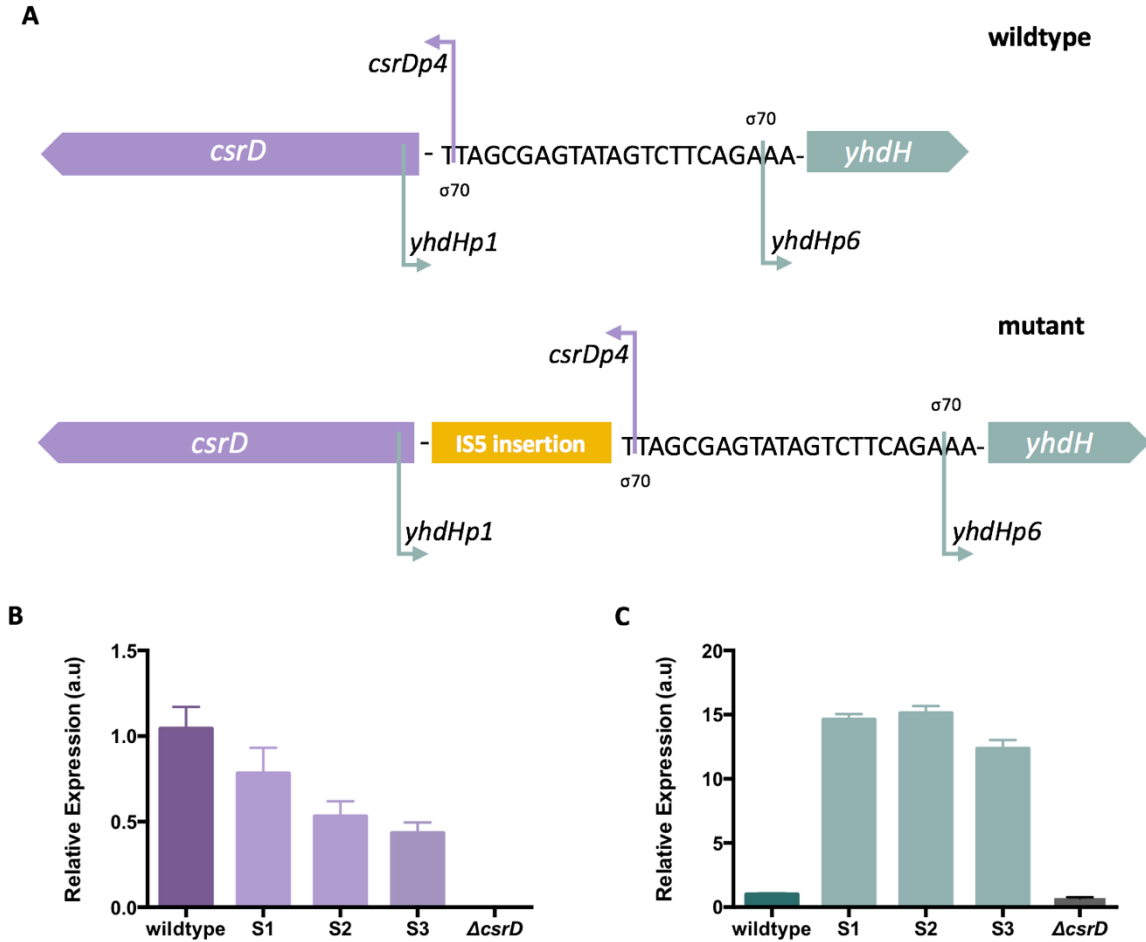 A
wildtype
csrDp4
σ70
csrD
- TTAGCGAGTATAGTCTTCAGAAA-
yhdH
σ70
yhdHp1
yhdHp6
mutant
csrDp4
σ70
csrD
-
IS5 insertion
TTAGCGAGTATAGTCTTCAGAAA-
yhdH
σ70
yhdHp1
yhdHp6
B
Relative Expression (a.u)
1.5
1.0
0.5
0.0
wildtype S1 S2 S3 ΔcsrD
C
Relative Expression (a.u)
20
15
10
5
0
wildtype S1 S2 S3 ΔcsrD